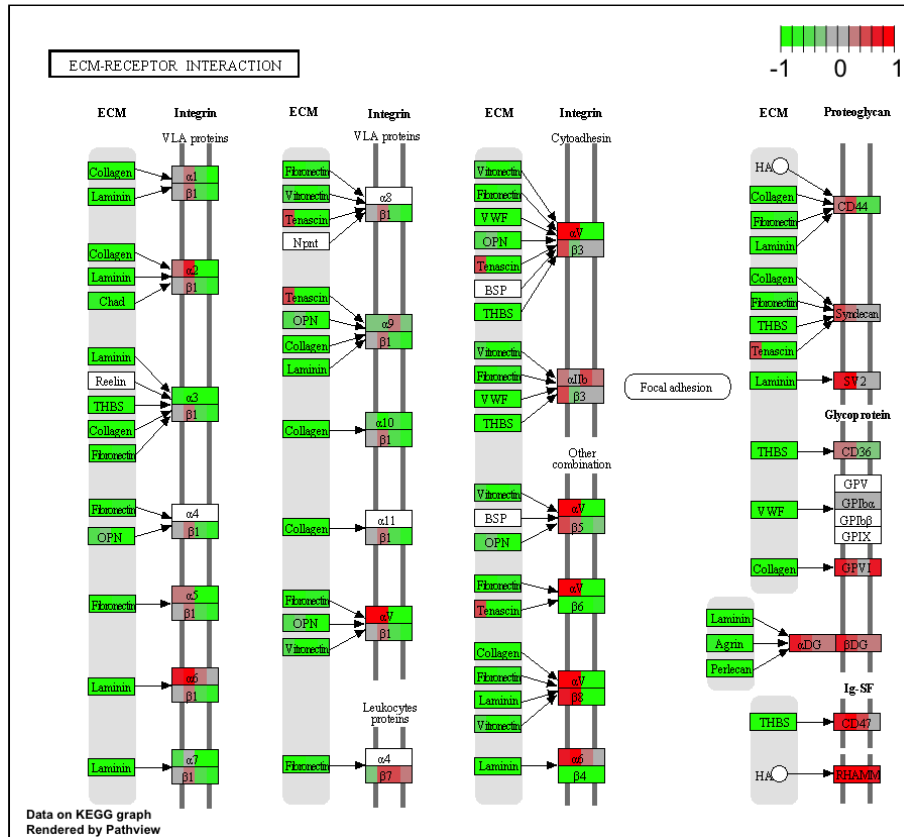 -1 0 1
ECM-RECEPTOR INTERACTION
ECM Integrin
VLA proteins
Collagen
Laminin
α1
β1
Collagen
Laminin
Chad
α2
β1
Laminin
Reelin
THBS
Collagen
Fibronectin
α3
β1
Fibronectin
OPN
α4
β1
Fibronectin
α5
β1
Laminin
α6
β1
Laminin
α7
β1
ECM Integrin
VLA proteins
Fibronectin
Vitronectin
Tenascin
Npnt
α8
β1
Tenascin
OPN
Collagen
Laminin
α9
β1
Collagen
α10
β1
Collagen
α11
β1
Fibronectin
OPN
Vitronectin
αV
β1
Leukocytes
proteins
Fibronectin
α4
β7
ECM Integrin
Cytoadhesin
Vitronectin
Fibronectin
VWF
OPN
Tenascin
BSP
THBS
αV
β3
Vitronectin
Fibronectin
VWF
THBS
αIIb
β3
Other
combination
Vitronectin
BSP
OPN
αV
β5
Fibronectin
Tenascin
αV
β6
Collagen
Fibronectin
Laminin
Vitronectin
αV
β8
Laminin
α6
β4
Focal adhesion
ECM Proteoglycan
HA
Collagen
Fibronectin
Laminin
CD44
Collagen
Fibronectin
THBS
Tenascin
Syndecan
Laminin
SV2
Glycoprotein
THBS
CD36
VWF
GPV
GPIbα
GPIbβ
GPIX
Collagen
GPVI
Laminin
Agrin
Perlecan
αDG βDG
Ig-SF
THBS
CD47
HA
RHAMM
Data on KEGG graph
Rendered by Pathview